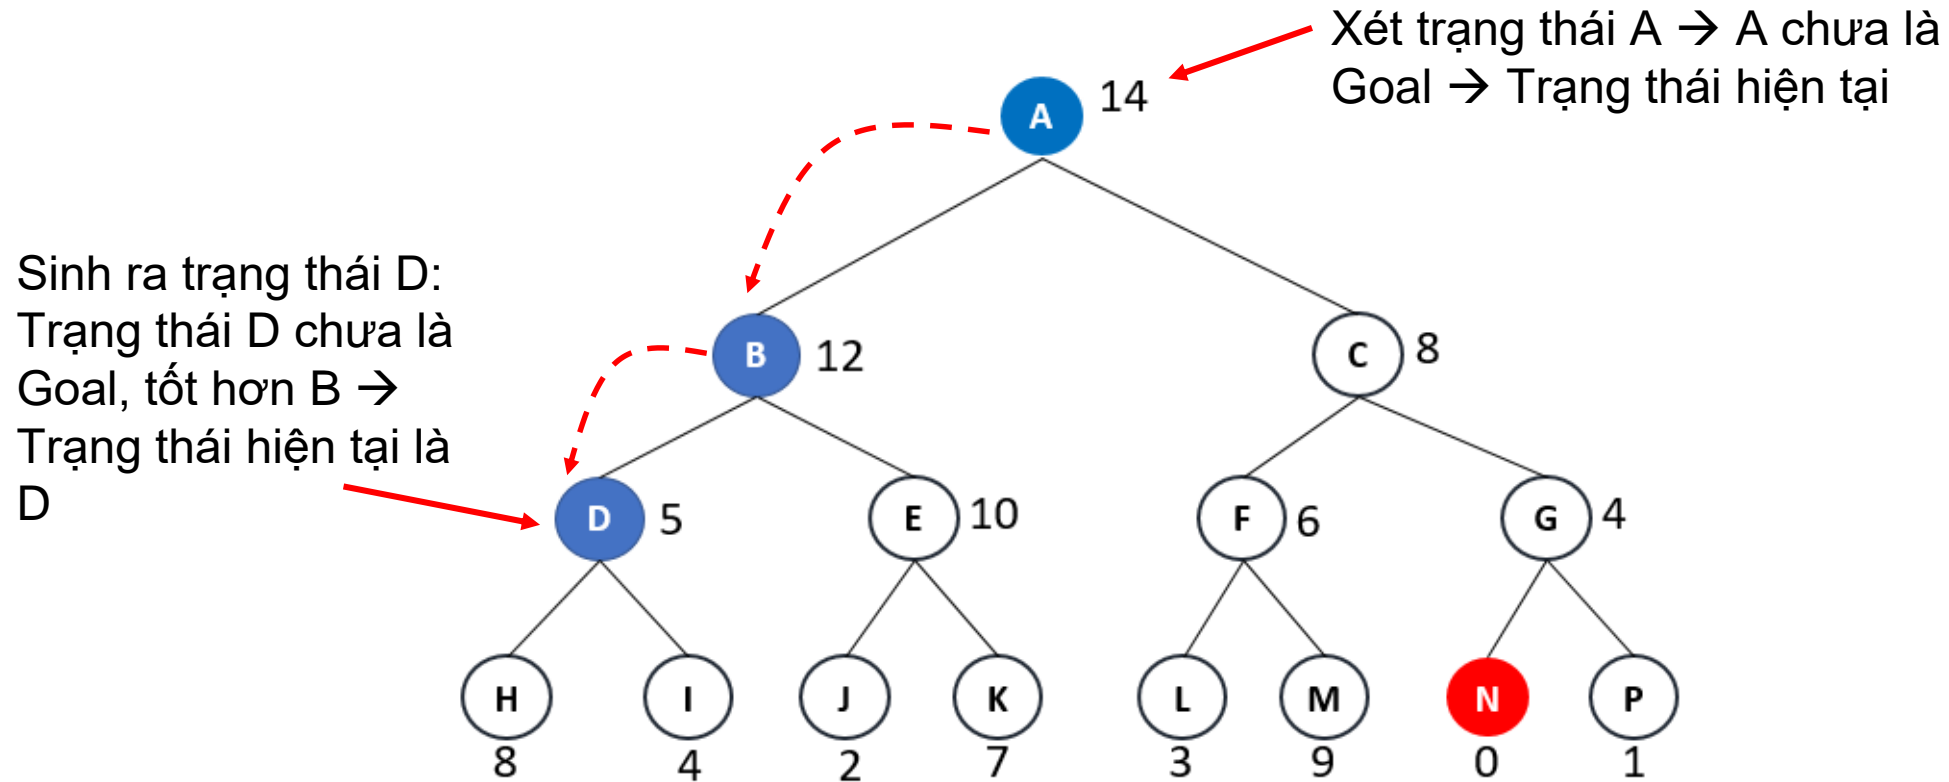 Xét trạng thái A → A chưa là
Goal → Trạng thái hiện tại
A 14
Sinh ra trạng thái D:
Trạng thái D chưa là
Goal, tốt hơn B →
Trạng thái hiện tại là
D
B 12
C 8
D 5
E 10
F 6
G 4
H I J K L M N P
8 4 2 7 3 9 0 1